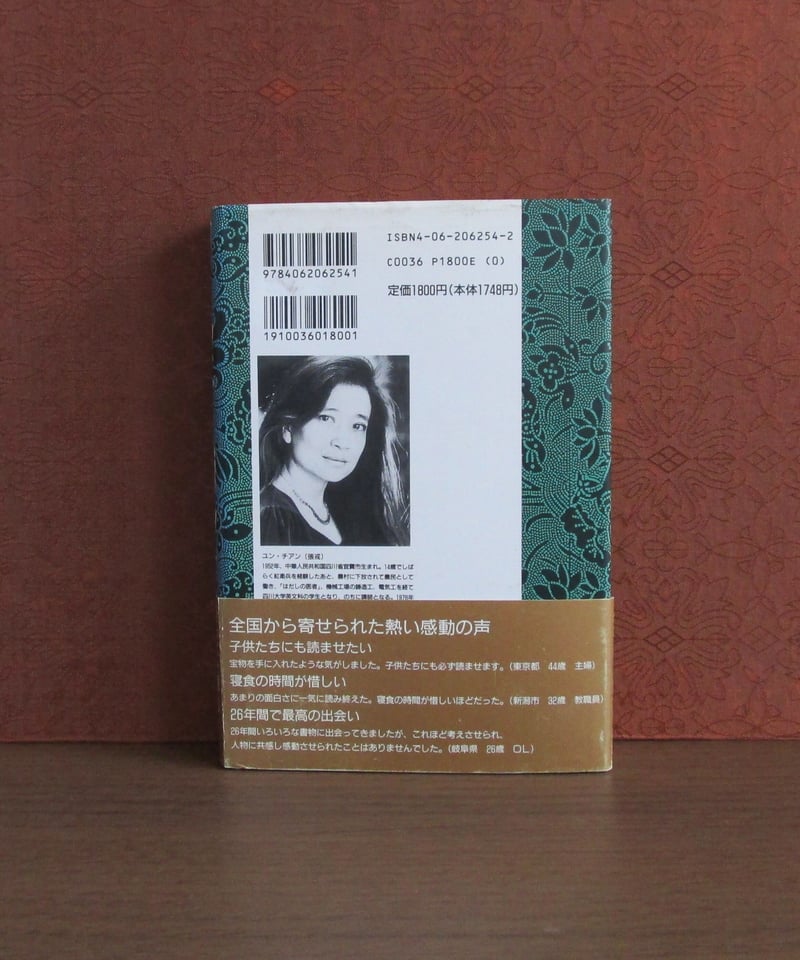 ISBN4-06-206254-2
C0036 P1800E (0)
定価1800円(本体1748円)
9784062062541
1910036018001
ユン・チアン(張戎)
1952年、中華人民共和国四川省宜賓市生まれ。14歳でしば
らく紅衛兵を経験したあと、農村に下放されて農民として
働き、「はだしの医者」、機械工場の鋳造工、電気工を経て
四川大学英文科の学生となり、のちに講師となる。1978年
全国から寄せられた熱い感動の声
子供たちにも読ませたい
宝物を手に入れたような気がしました。子供たちにも必ず読ませます。(東京都 44歳 主婦)
寝食の時間が惜しい
あまりの面白さに一気に読み終えた。寝食の時間が惜しいほどだった。(新潟市 32歳 教職員)
26年間で最高の出会い
26年間いろいろな書物に出会ってきましたが、これほど考えさせられ、
人物に共感し感動させられたことはありませんでした。(岐阜県 26歳 OL)